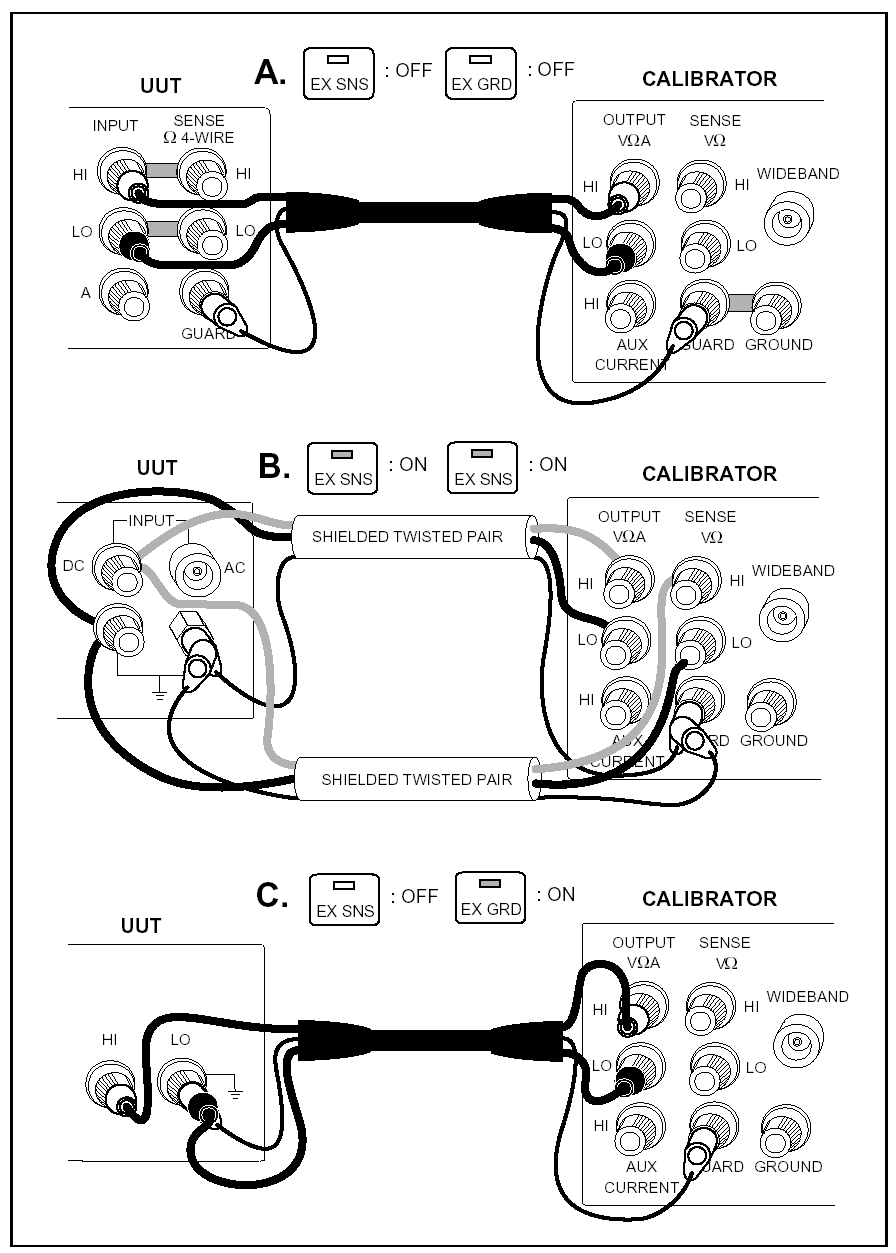 A. EX SNS : OFF EX GRD : OFF
UUT
CALIBRATOR
INPUT SENSE
Ω 4-WIRE
OUTPUT SENSE
VΩA VΩ
HI HI
HI HI WIDEBAND
LO LO
LO LO
A
HI
GUARD
AUX UARD GROUND
CURRENT
B. EX SNS : ON EX SNS : ON
UUT
CALIBRATOR
INPUT
SHIELDED TWISTED PAIR
OUTPUT SENSE
VΩA VΩ
DC AC
HI HI WIDEBAND
LO LO
HI
AUX RD GROUND
CURRENT
SHIELDED TWISTED PAIR
C. EX SNS : OFF EX GRD : ON
UUT
CALIBRATOR
OUTPUT SENSE
VΩA VΩ
HI HI WIDEBAND
HI LO
LO LO
HI
AUX UARD GROUND
CURRENT